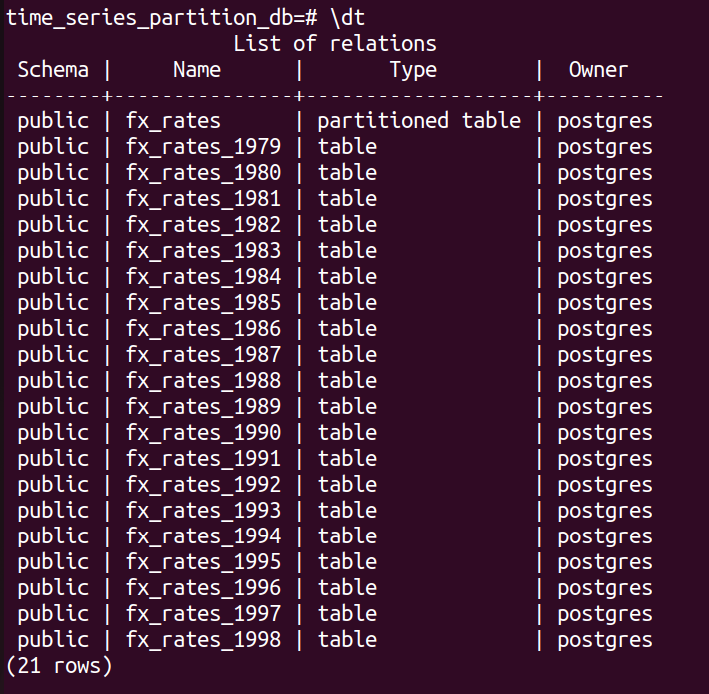 time_series_partition_db=# \dt
                   List of relations
 Schema |     Name      |       Type        |  Owner
--------+---------------+-------------------+----------
 public | fx_rates      | partitioned table | postgres
 public | fx_rates_1979 | table             | postgres
 public | fx_rates_1980 | table             | postgres
 public | fx_rates_1981 | table             | postgres
 public | fx_rates_1982 | table             | postgres
 public | fx_rates_1983 | table             | postgres
 public | fx_rates_1984 | table             | postgres
 public | fx_rates_1985 | table             | postgres
 public | fx_rates_1986 | table             | postgres
 public | fx_rates_1987 | table             | postgres
 public | fx_rates_1988 | table             | postgres
 public | fx_rates_1989 | table             | postgres
 public | fx_rates_1990 | table             | postgres
 public | fx_rates_1991 | table             | postgres
 public | fx_rates_1992 | table             | postgres
 public | fx_rates_1993 | table             | postgres
 public | fx_rates_1994 | table             | postgres
 public | fx_rates_1995 | table             | postgres
 public | fx_rates_1996 | table             | postgres
 public | fx_rates_1997 | table             | postgres
 public | fx_rates_1998 | table             | postgres
(21 rows)